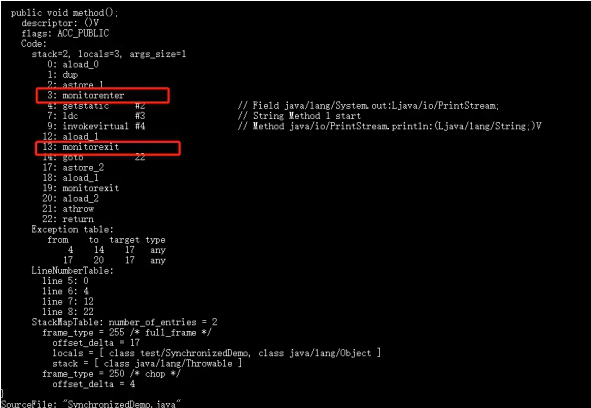 public void method();
descriptor: ()V
flags: ACC_PUBLIC
Code:
stack=2, locals=3, args_size=1
0: aload_0
1: dup
2: astore_1
3: monitorenter
4: getstatic #2 // Field java/lang/System.out:Ljava/io/PrintStream;
7: ldc #3 // String Method 1 start
9: invokevirtual #4 // Method java/io/PrintStream.println:(Ljava/lang/String;)V
12: aload_1
13: monitorexit
14: goto 22
17: astore_2
18: aload_1
19: monitorexit
20: aload_2
21: athrow
22: return
Exception table:
from to target type
4 14 17 any
17 20 17 any
LineNumberTable:
line 5: 0
line 6: 4
line 7: 12
line 8: 22
StackMapTable: number_of_entries = 2
frame_type = 255 /* full_frame */
offset_delta = 17
locals = [ class test/SynchronizedDemo, class java/lang/Object ]
stack = [ class java/lang/Throwable ]
frame_type = 250 /* chop */
offset_delta = 4
}
SourceFile: "SynchronizedDemo.java"